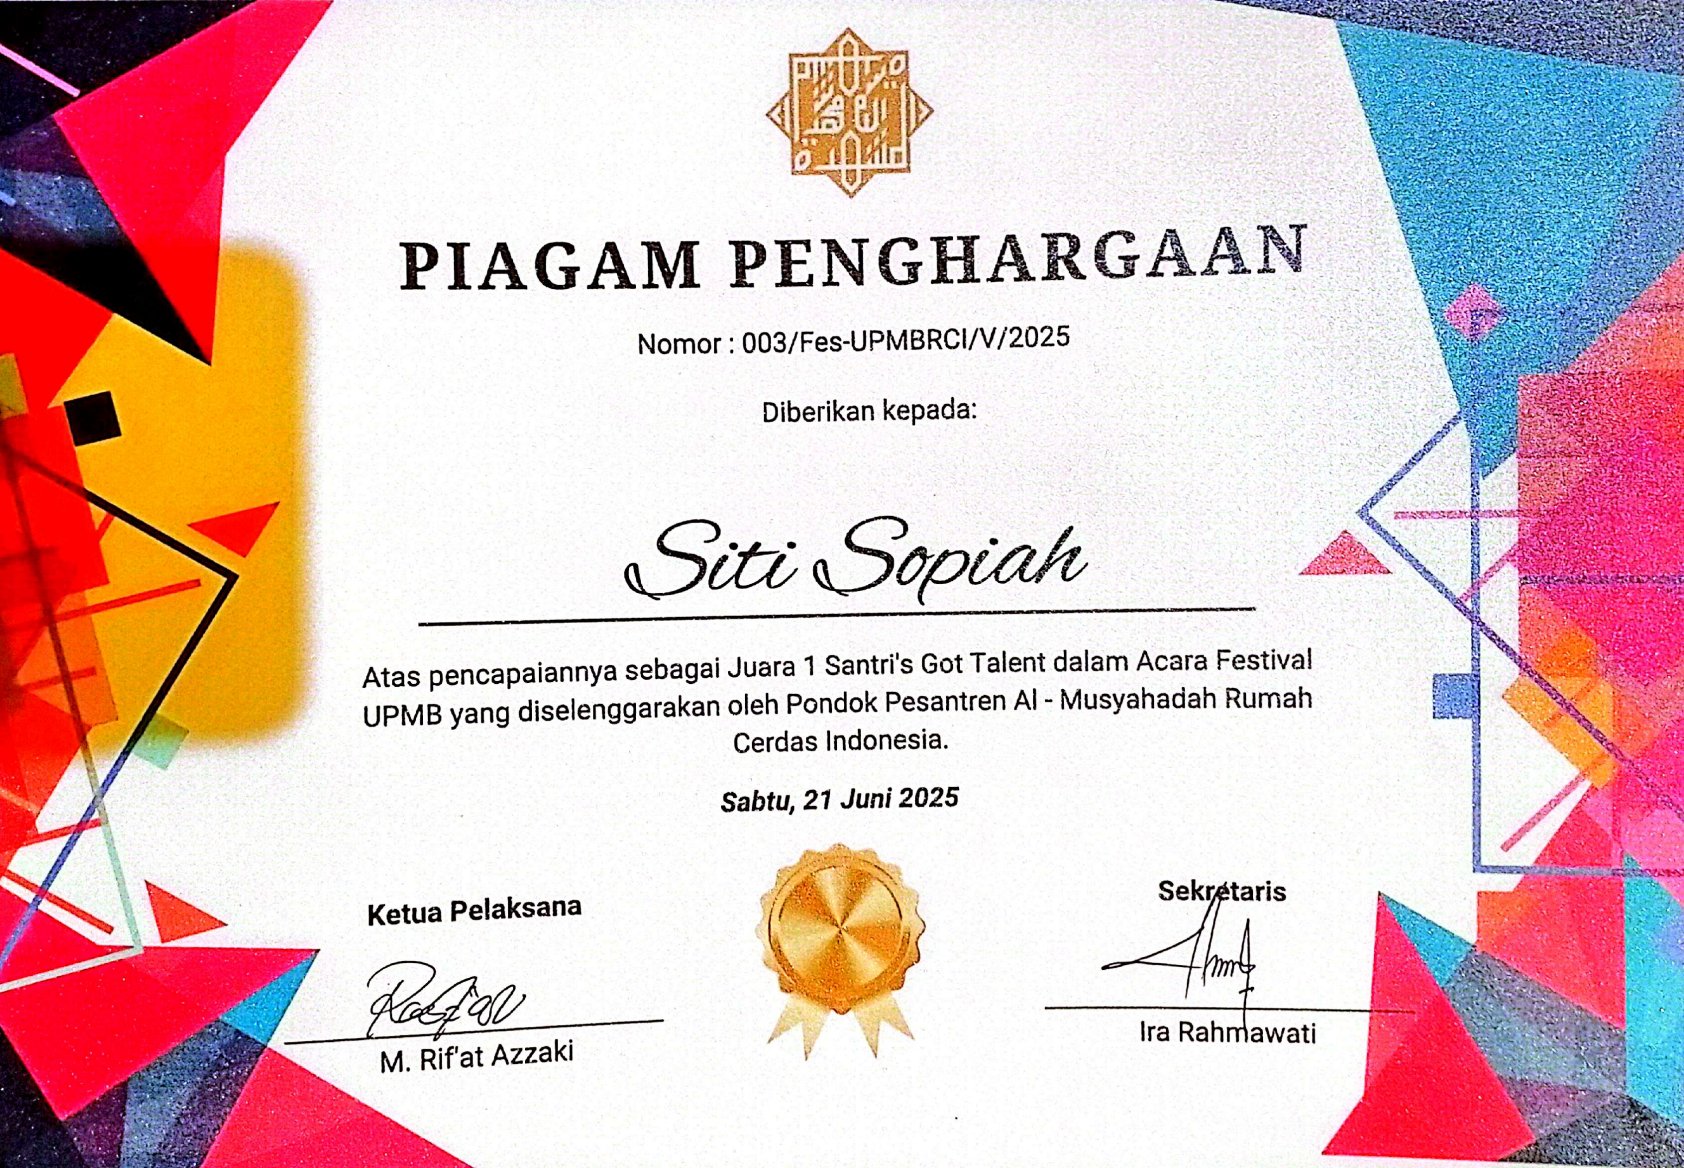 PIAGAM PENGHARGAAN
Nomor : 003/Fes-UPMBRCI/V/2025
Diberikan kepada:
Siti Sopiah
Atas pencapaiannya sebagai Juara 1 Santri's Got Talent dalam Acara Festival
UPMB yang diselenggarakan oleh Pondok Pesantren Al - Musyahadah Rumah
Cerdas Indonesia.
Sabtu, 21 Juni 2025
Ketua Pelaksana
M. Rif'at Azzaki
Sekretaris
Ira Rahmawati